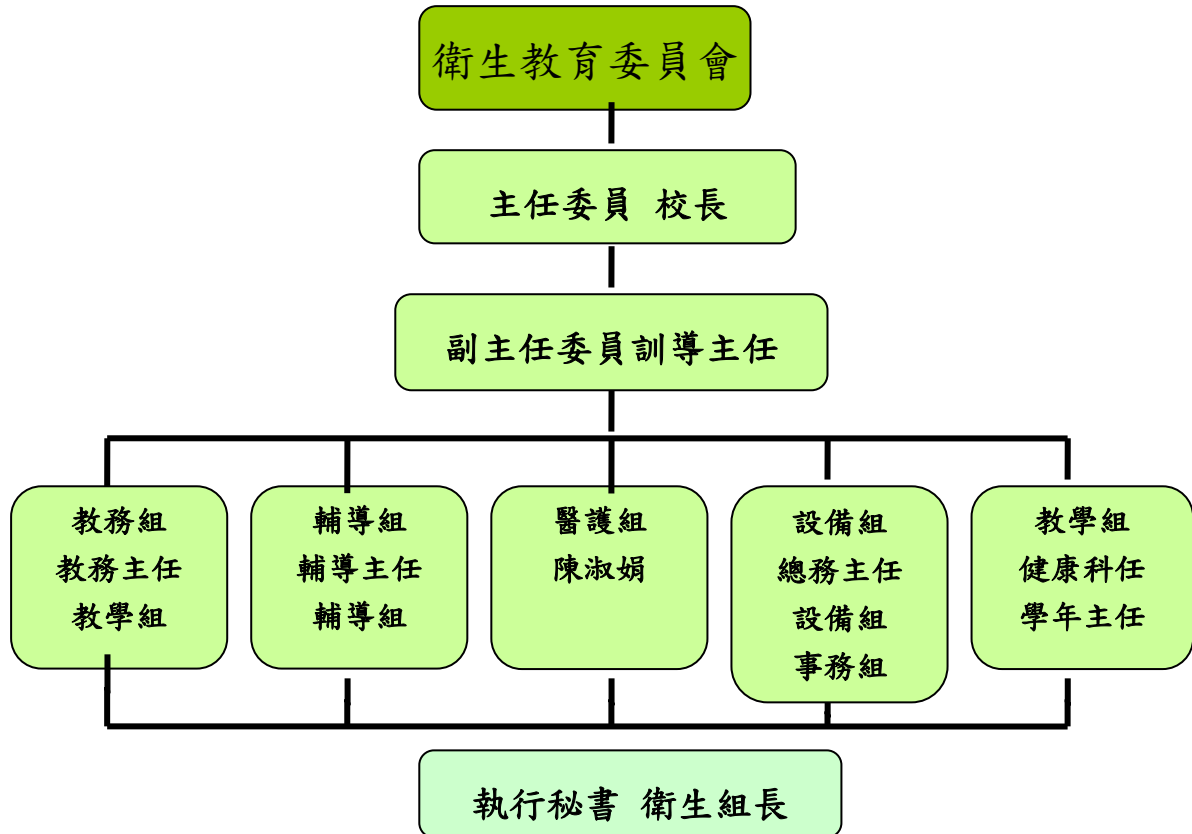 衛生教育委員會
主任委員 校長
副主任委員訓導主任
教務組
教務主任
教學組
輔導組
輔導主任
輔導組
醫護組
陳淑娟
設備組
總務主任
設備組
事務組
教學組
健康科任
學年主任
執行秘書 衛生組長